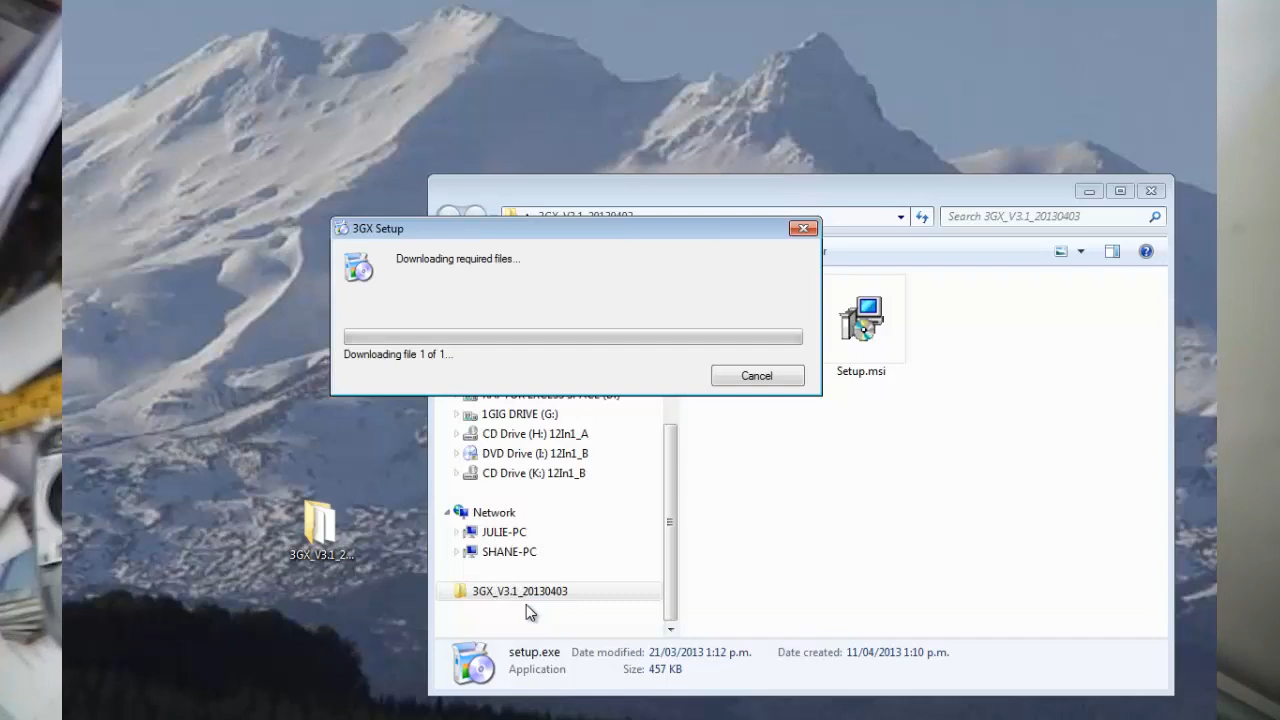 3GX_V3.1_20130403
Search 3GX_V3.1_20130403
3GX Setup
Downloading required files...
Downloading file 1 of 1...
Cancel
Setup.msi
1GIG DRIVE (G:)
CD Drive (H:) 12In1_A
DVD Drive (I:) 12In1_B
CD Drive (K:) 12In1_B
Network
JULIE-PC
SHANE-PC
3GX_V3.1_2...
3GX_V3.1_20130403
setup.exe Date modified: 21/03/2013 1:12 p.m. Date created: 11/04/2013 1:10 p.m.
Application Size: 457 KB